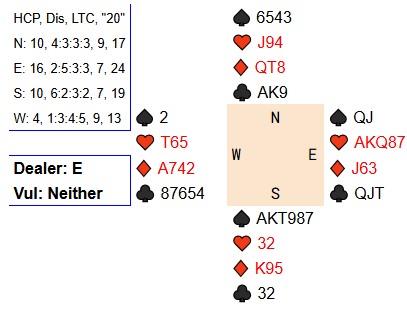 HCP, Dis, LTC, "20"
N: 10, 4:3:3:3, 9, 17
E: 16, 2:5:3:3, 7, 24
S: 10, 6:2:3:2, 7, 19
W: 4, 1:3:4:5, 9, 13
Dealer: E
Vul: Neither
6543
J94
QT8
AK9
2
T65
A742
87654
N
W E
S
QJ
AKQ87
J63
QJT
AKT987
32
K95
32